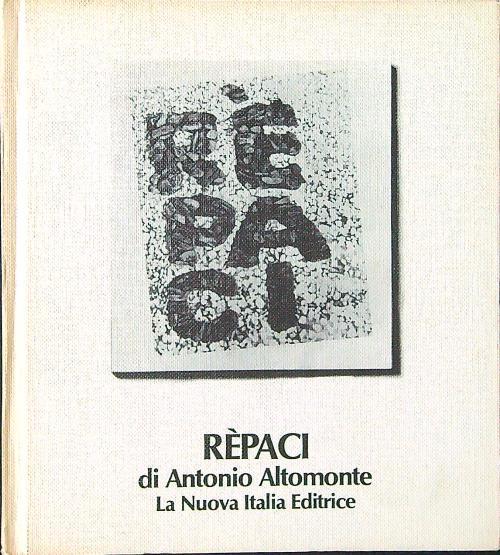 RÈ
PA
CI
RÈPACI
di Antonio Altomonte
La Nuova Italia Editrice